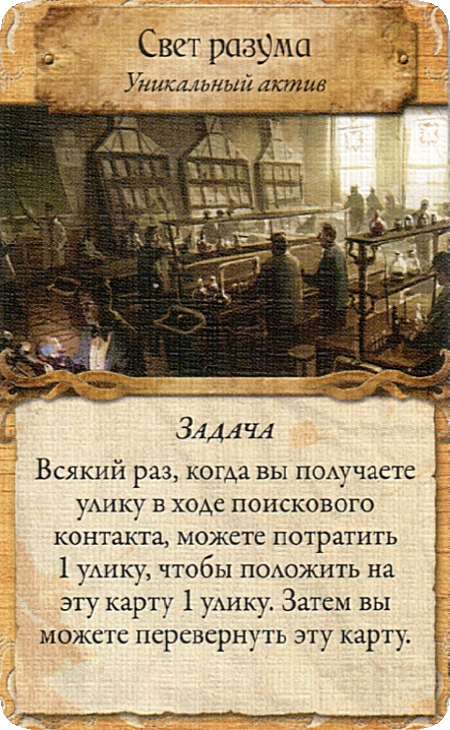 Свет разума
Уникальный актив
Задача
Всякий раз, когда вы получаете
улику в ходе поискового
контакта, можете потратить
1 улику, чтобы положить на
эту карту 1 улику. Затем вы
можете перевернуть эту карту.